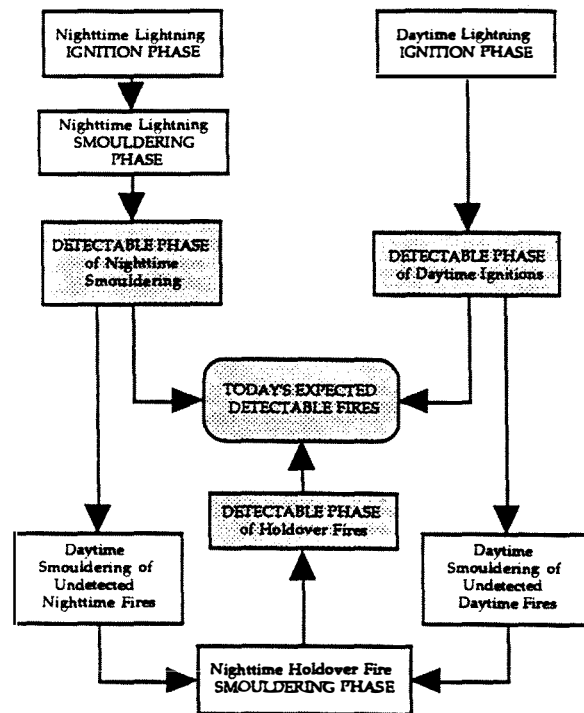 Nighttime Lightning
IGNITION PHASE
Daytime Lightning
IGNITION PHASE
Nighttime Lightning
SMOULDERING
PHASE
DETECTABLE PHASE
of Nighttime
Smouldering
DETECTABLE PHASE
of Daytime Ignitions
TODAY'S EXPECTED
DETECTABLE FIRES
DETECTABLE PHASE
of Holdover Fires
Daytime
Smouldering of
Undetected
Nighttime Fires
Daytime
Smouldering of
Undetected
Daytime Fires
Nighttime Holdover Fire
SMOULDERING PHASE